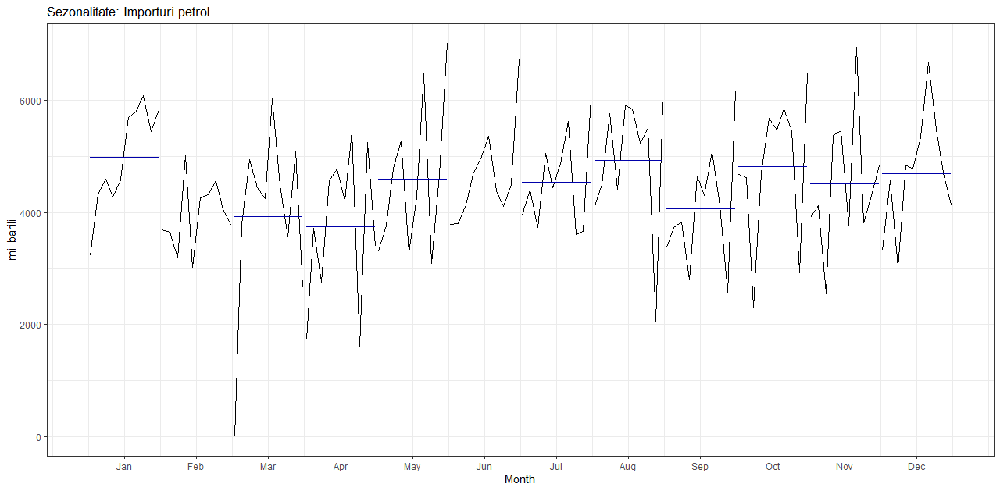 Sezonalitate: Importuri petrol
mii barili
6000
4000
2000
0
Jan Feb Mar Apr May Jun Jul Aug Sep Oct Nov Dec
Month